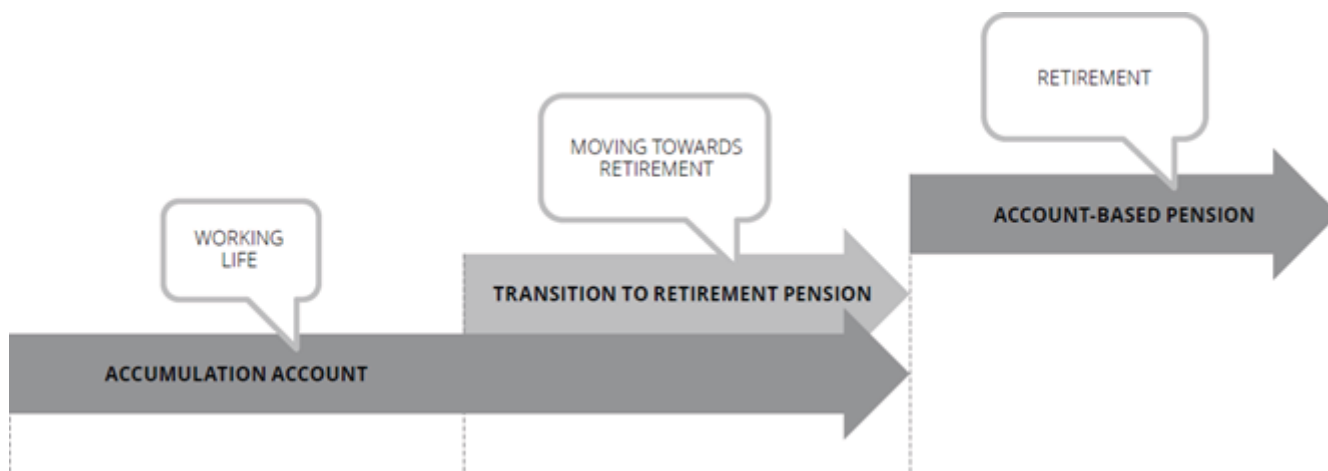 RETIREMENT
MOVING TOWARDS
RETIREMENT
ACCOUNT-BASED PENSION
WORKING
LIFE
TRANSITION TO RETIREMENT PENSION
ACCUMULATION ACCOUNT